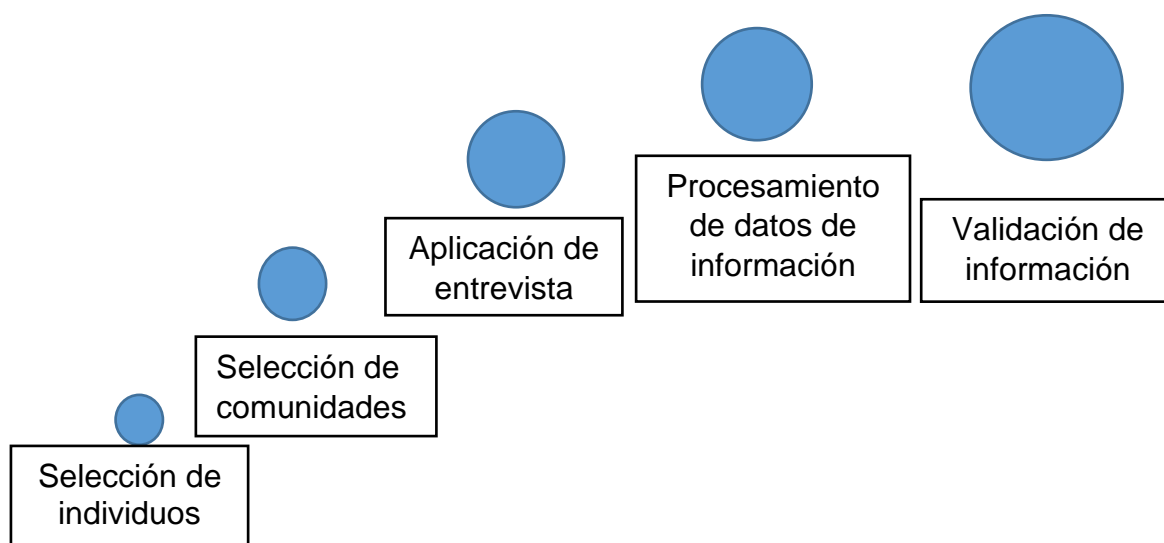 Selección de
individuos
Selección de
comunidades
Aplicación de
entrevista
Procesamiento
de datos de
información
Validación de
información